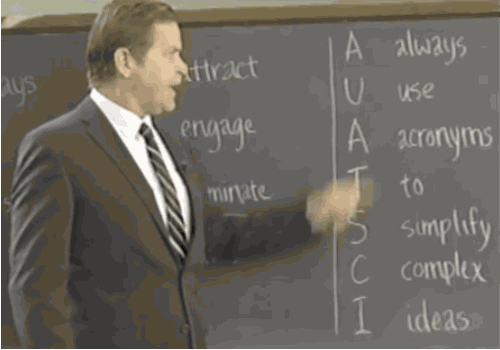 ays
attract
engage
minate
A always
U use
A acronyms
T to
S simplify
C complex
I ideas